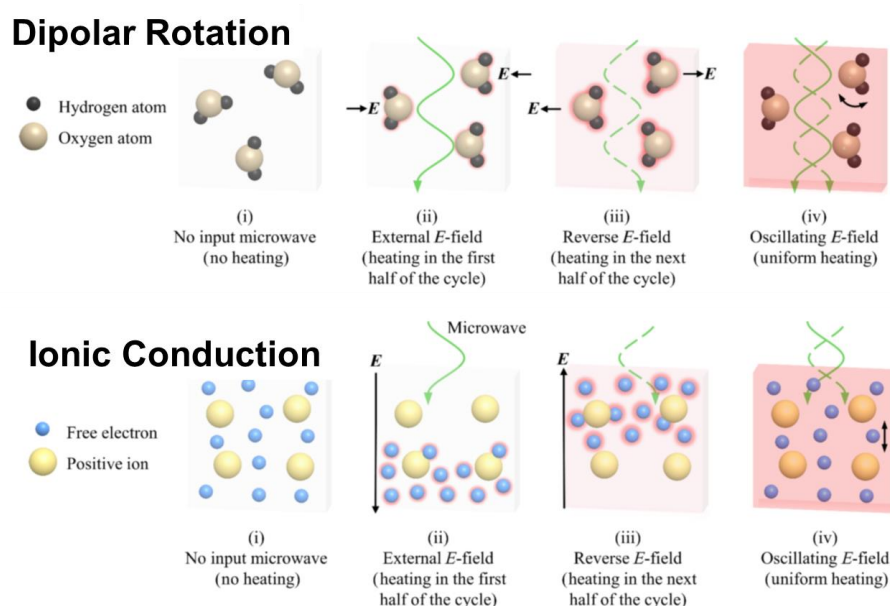 Dipolar Rotation
Hydrogen atom
Oxygen atom
E
E
E
E
(i)
No input microwave
(no heating)
(ii)
External E-field
(heating in the first
half of the cycle)
(iii)
Reverse E-field
(heating in the next
half of the cycle)
(iv)
Oscillating E-field
(uniform heating)
Ionic Conduction
Microwave
Free electron
Positive ion
E
E
(i)
No input microwave
(no heating)
(ii)
External E-field
(heating in the first
half of the cycle)
(iii)
Reverse E-field
(heating in the next
half of the cycle)
(iv)
Oscillating E-field
(uniform heating)